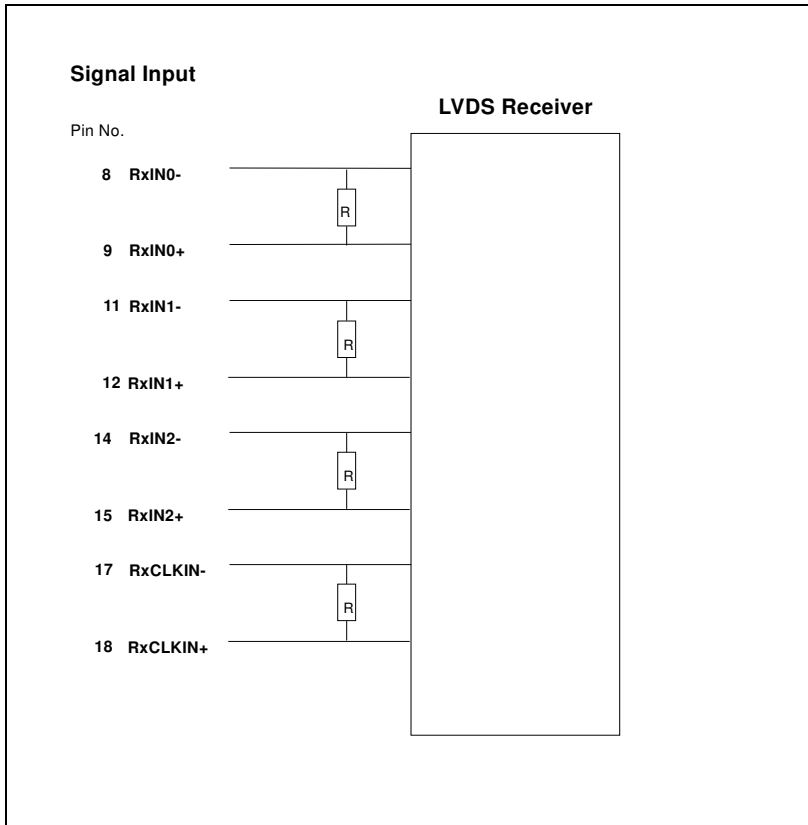 Signal Input
LVDS Receiver
Pin No.
8 RxIN0-
R
9 RxIN0+
11 RxIN1-
R
12 RxIN1+
14 RxIN2-
R
15 RxIN2+
17 RxCLKIN-
R
18 RxCLKIN+